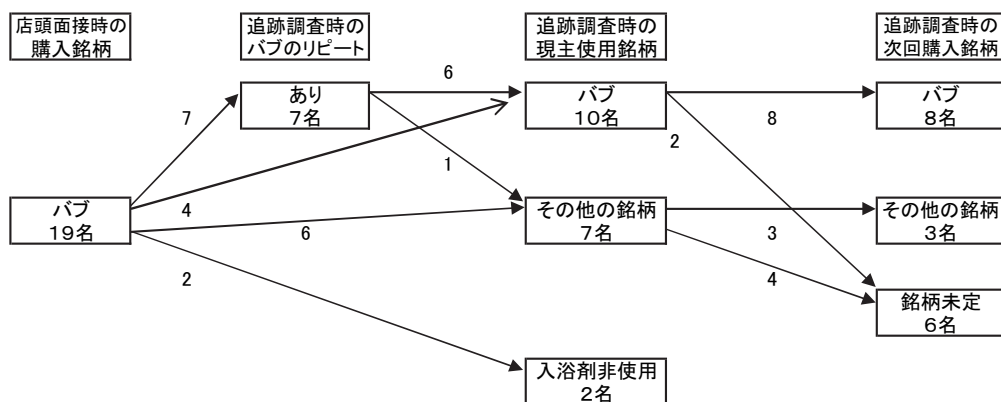 店頭面接時の
購入銘柄
追跡調査時の
バブのリピート
追跡調査時の
現主使用銘柄
追跡調査時の
次回購入銘柄
あり
7名
6
バブ
10名
バブ
8名
7
8
2
1
バブ
19名
4
6
その他の銘柄
7名
その他の銘柄
3名
3
2
4
銘柄未定
6名
入浴剤非使用
2名